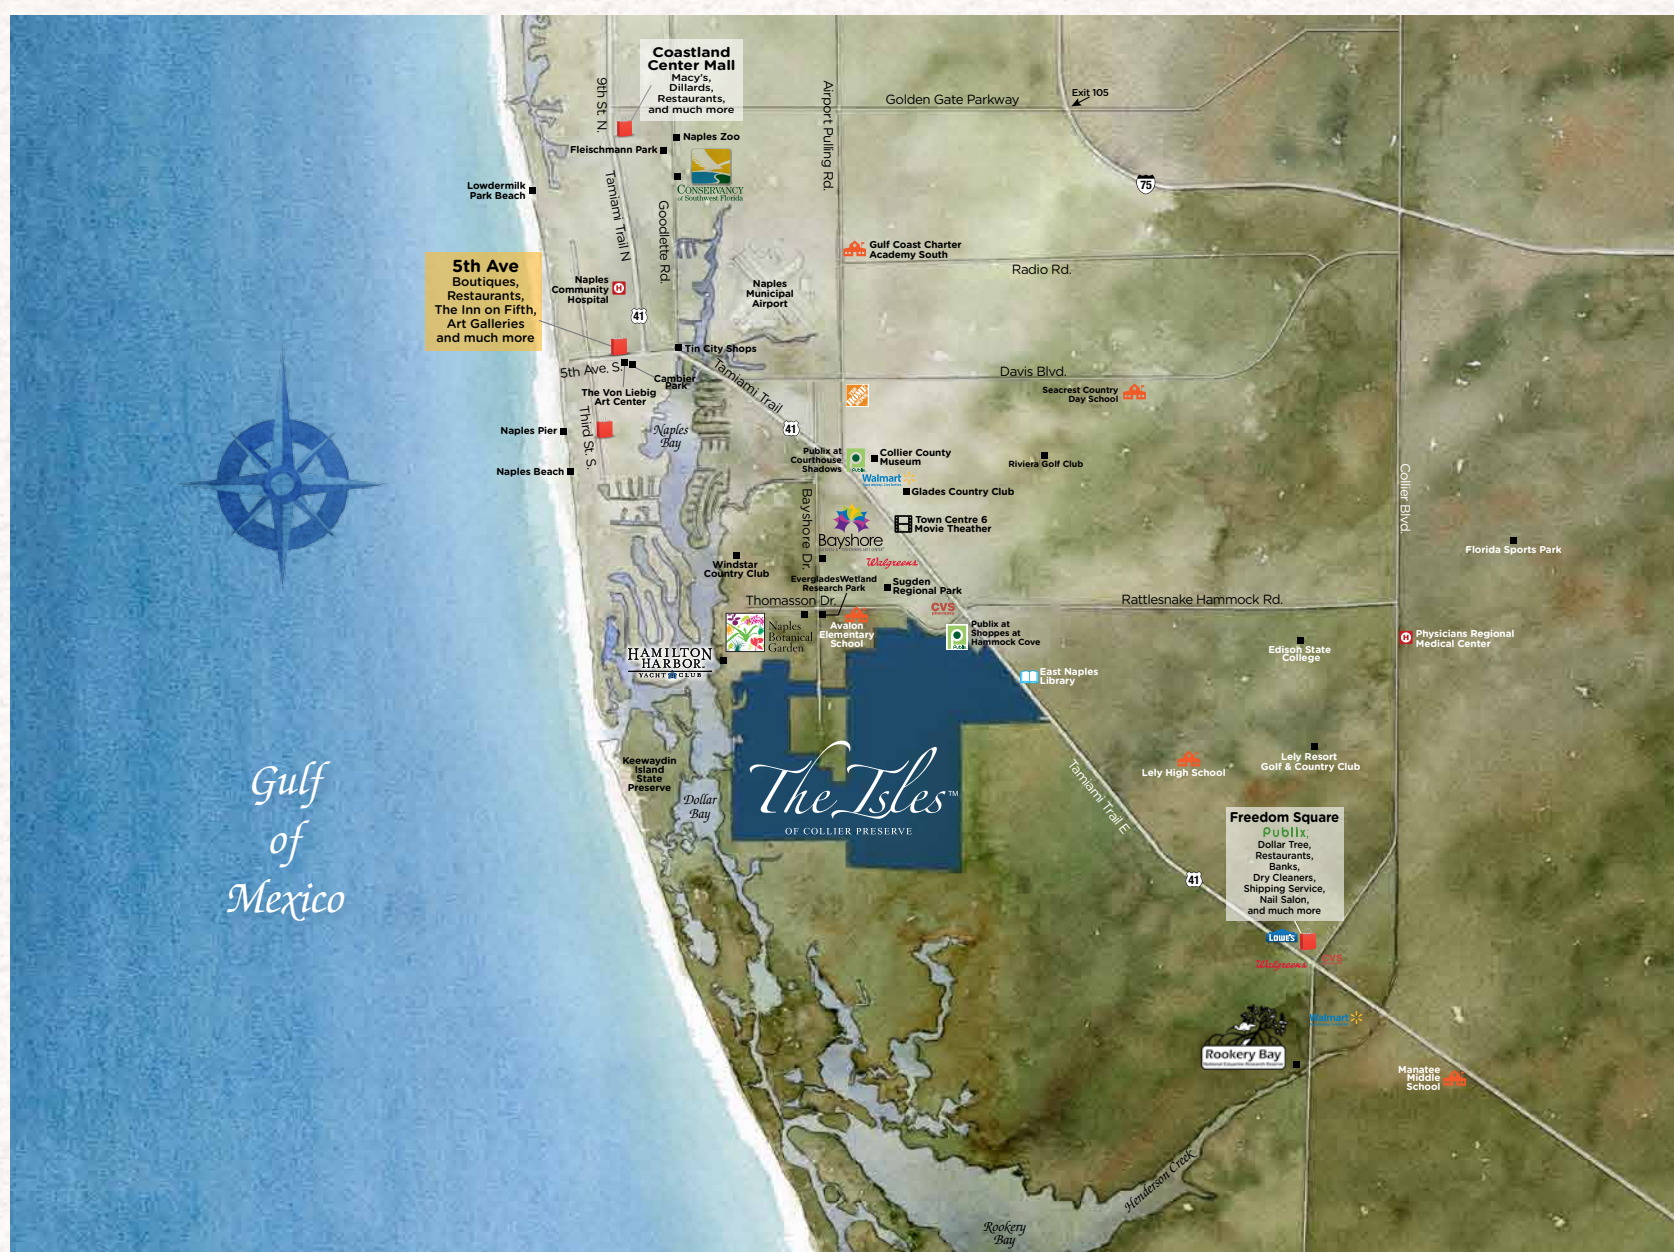 Coastland
Center Mall
Macy's,
Dillards,
Restaurants,
and much more
9th St. N.
Airport Pulling Rd.
Golden Gate Parkway
Exit 105
Naples Zoo
Fleischmann Park
CONSERVANCY
of Southwest Florida
Lowdermilk
Park Beach
Tamiami Trail N
Goodlette Rd.
75
Gulf Coast Charter
Academy South
Radio Rd.
5th Ave
Boutiques,
Restaurants,
The Inn on Fifth,
Art Galleries
and much more
Naples
Community
Hospital
H
Naples
Municipal
Airport
41
Tin City Shops
5th Ave. S.
Cambier
Park
The Von Liebig
Art Center
Tamiami Trail
Davis Blvd.
Seacrest Country
Day School
THE HOME DEPOT
Third St. S.
Naples Pier
Naples
Bay
41
Naples Beach
Publix at
Courthouse
Shadows
Publix
Collier County
Museum
Walmart
Glades Country Club
Riviera Golf Club
Collier Blvd.
Bayshore Dr.
Bayshore
Town Centre 6
Movie Theather
Florida Sports Park
Walgreens
Windstar
Country Club
EvergladesWetland
Research Park
Sugden
Regional Park
Thomasson Dr.
CVS
Rattlesnake Hammock Rd.
Naples
Botanical
Garden
Avalon
Elementary
School
Publix
Publix at
Shoppes at
Hammock Cove
Edison State
College
H
Physicians Regional
Medical Center
HAMILTON
HARBOR
YACHT CLUB
East Naples
Library
Keewaydin
Island
State
Preserve
Dollar
Bay
The Isles™
OF COLLIER PRESERVE
Tamiami Trail E
Lely High School
Lely Resort
Golf & Country Club
Gulf
of
Mexico
Freedom Square
Publix
Dollar Tree,
Restaurants,
Banks,
Dry Cleaners,
Shipping Service,
Nail Salon,
and much more
41
LOWE'S
Walgreens
CVS
Walmart
Rookery Bay
National Estuarine Research Reserve
Manatee
Middle
School
Henderson Creek
Rookery
Bay